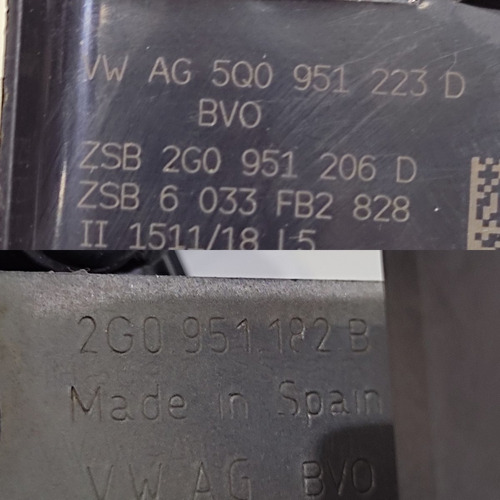 VW AG 5Q0 951 223 D
BVO
ZSB 2G0 951 206 D
ZSB 6 033 FB2 828
II 1511/18 L5
2G0 951 182 B
Made in Spain
VW AG BVO